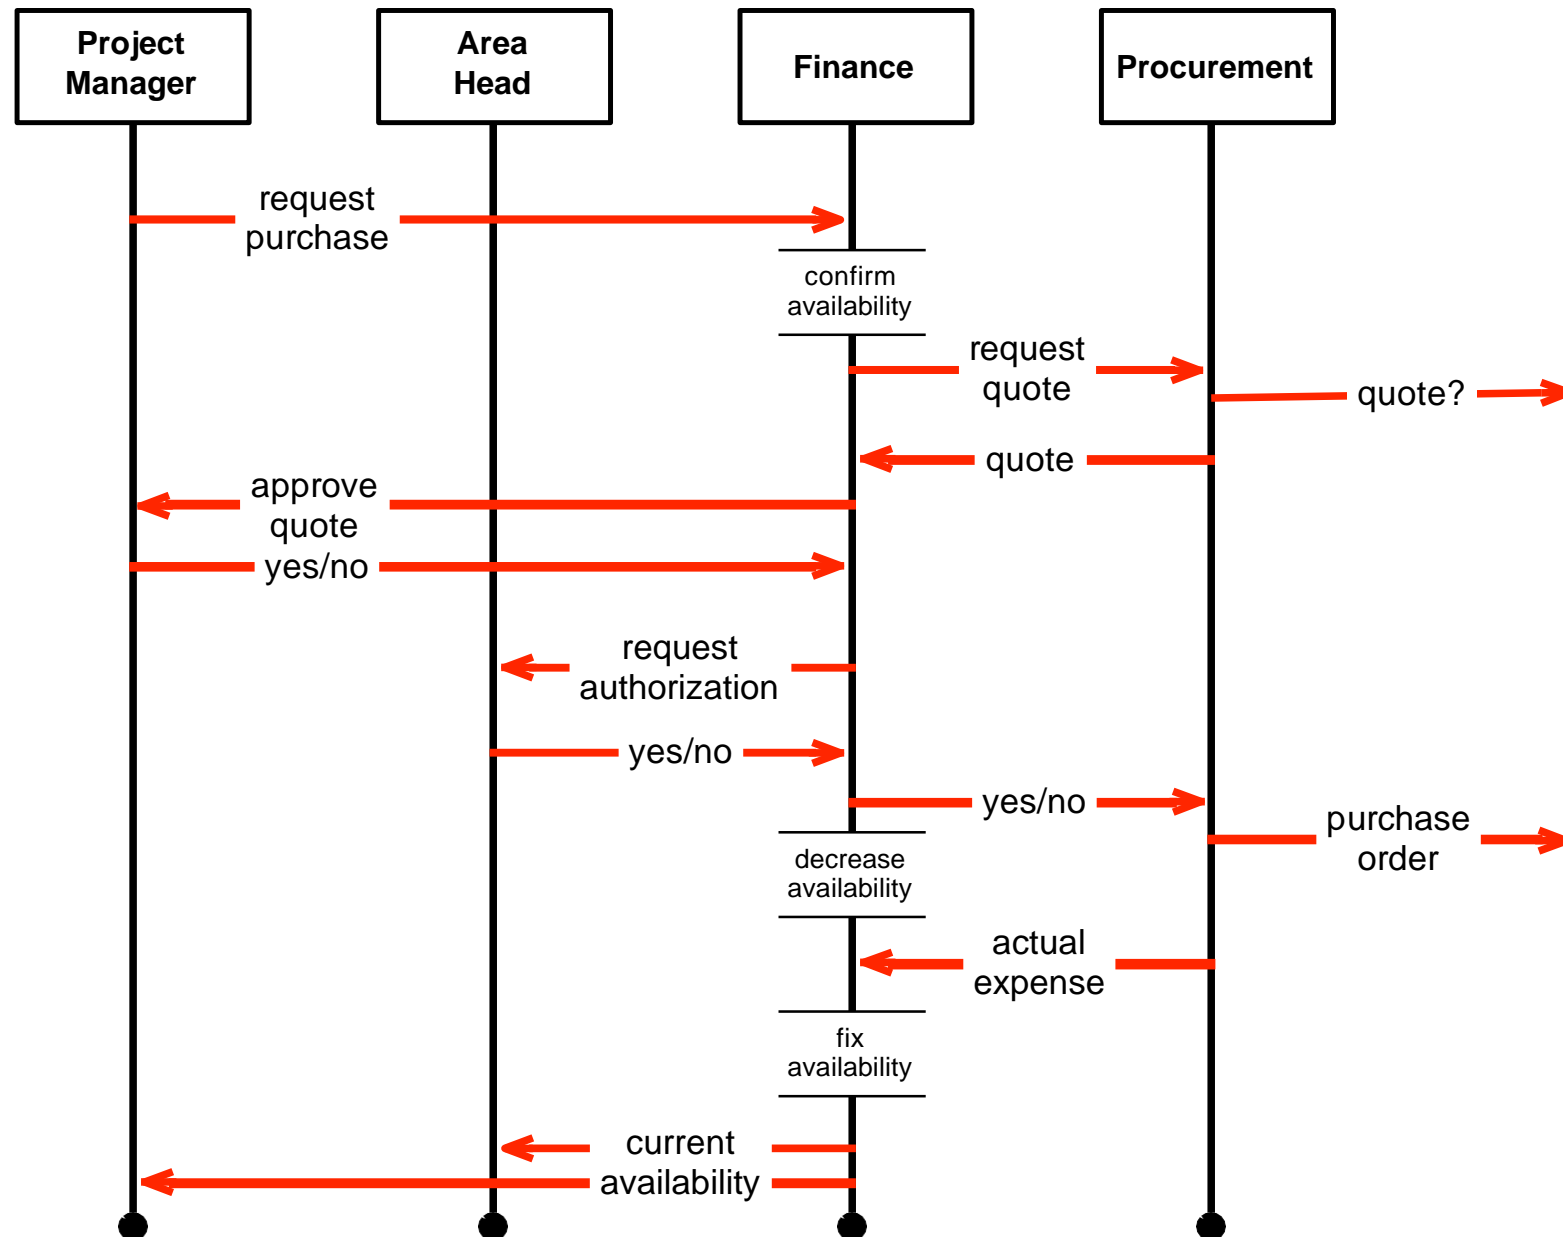 Project
Manager
Area
Head
Finance
Procurement
request
purchase
confirm
availability
request
quote
quote?
quote
approve
quote
yes/no
request
authorization
yes/no
yes/no
purchase
order
decrease
availability
actual
expense
fix
availability
current
availability